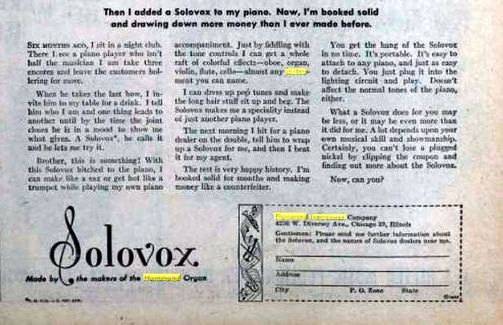 Then I added a Solovox to my piano. Now, I'm booked solid
and drawing down more money than I ever made before.
SIX MONTHS AGO, I sit in a night club.
There I see a piano player who isn't
half the musician I am take three
encores and leave the customers hol-
lering for more.
When he takes the last bow, I in-
vite him to my table for a drink. I tell
him who I am and one thing leads to
another until by the time the joint
closes he is in a mood to show me
what gives. A Solovox*, he calls it
and he lets me try it.
Brother, this is something! With
this Solovox hitched to the piano, I
can make like a sax or get hot like a
trumpet while playing my own piano
accompaniment. Just by fiddling with
the tone controls I can get a whole
raft of colorful effects—oboe, organ,
violin, flute, cello—almost any instru-
ment you can name.
I can dress up pop tunes and make
the long hair stuff sit up and beg. The
Solovox makes me a speciality instead
of just another piano player.
The next morning I hit for a piano
dealer on the double, tell him to wrap
up a Solovox for me, and then I beat
it for my agent.
The rest is very happy history. I'm
booked solid for months and making
money like a counterfeiter.
You get the hang of the Solovox
in no time. It's portable. It's easy to
attach to any piano, and just as easy
to detach. You just plug it into the
lighting circuit and play. Doesn't
affect the normal tones of the piano,
either.
What a Solovox does for you may
be less, or it may be even more than
it did for me. A lot depends upon your
own musical skill and showmanship.
Certainly, you can't lose a plugged
nickel by clipping the coupon and
finding out more about the Solovox.
Now, can you?
Solovox
Made by the makers of the Hammond Organ
Hammond Instrument Company
4236 W. Diversey Ave., Chicago 39, Illinois
Gentlemen: Please send me further information about
the Solovox, and the names of Solovox dealers near me.
Name
Address
City P. O. Zone State